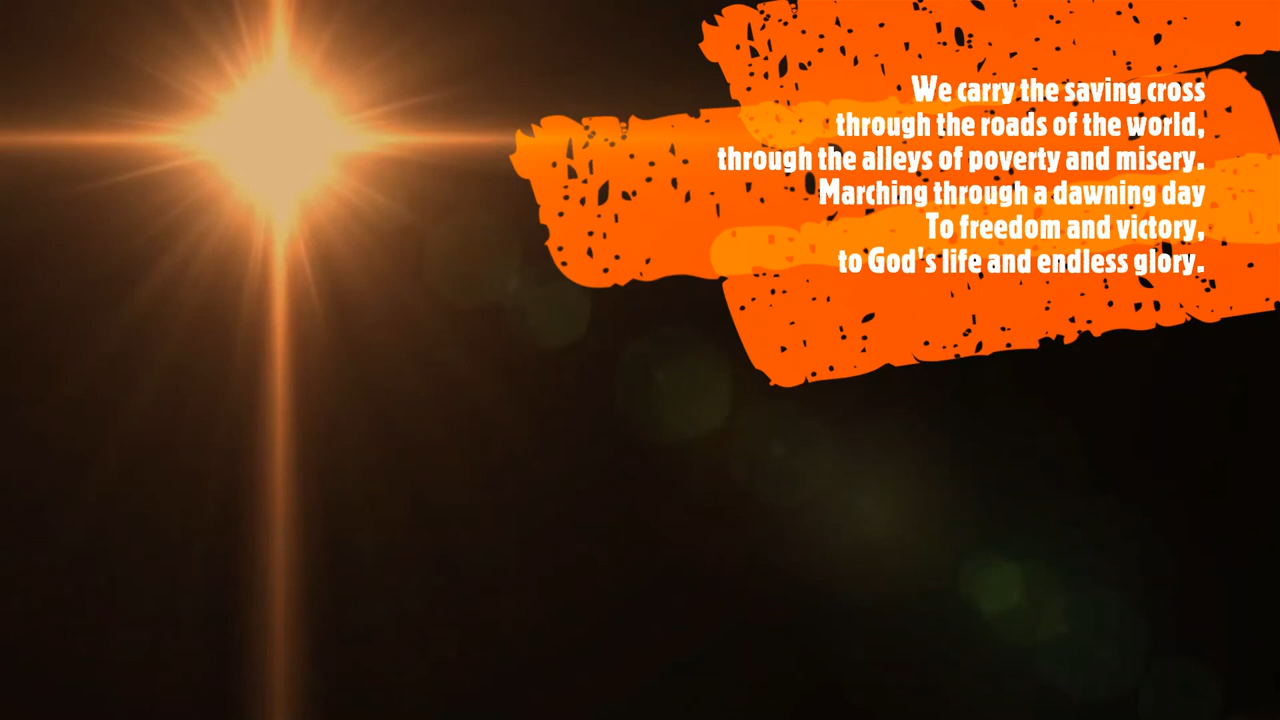 We carry the saving cross
through the roads of the world,
through the alleys of poverty and misery.
Marching through a dawning day
To freedom and victory,
to God's life and endless glory.